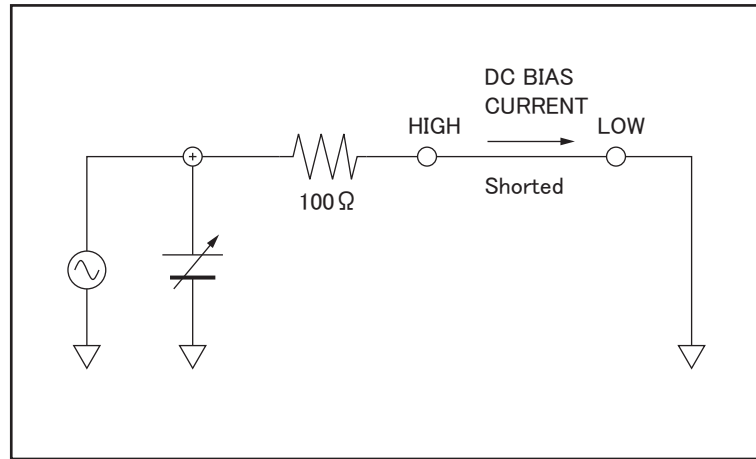 DC BIAS
CURRENT
HIGH
LOW
100Ω
Shorted